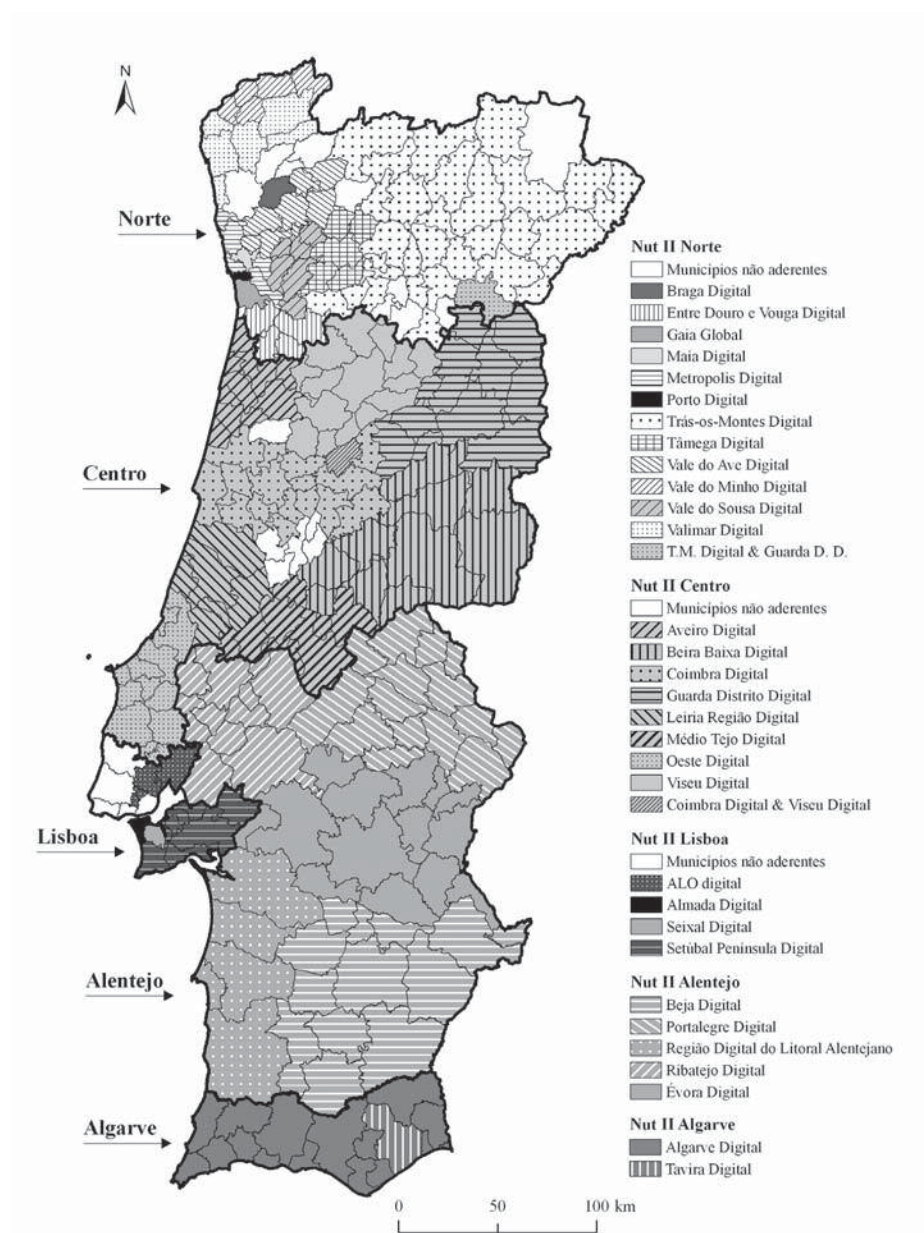 N
Norte
Centro
Lisboa
Alentejo
Algarve
Nut II Norte
Municípios não aderentes
Braga Digital
Entre Douro e Vouga Digital
Gaia Global
Maia Digital
Metropolis Digital
Porto Digital
Trás-os-Montes Digital
Tâmega Digital
Vale do Ave Digital
Vale do Minho Digital
Vale do Sousa Digital
Valimar Digital
T.M. Digital & Guarda D. D.
Nut II Centro
Municípios não aderentes
Aveiro Digital
Beira Baixa Digital
Coimbra Digital
Guarda Distrito Digital
Leiria Região Digital
Médio Tejo Digital
Oeste Digital
Viseu Digital
Coimbra Digital & Viseu Digital
Nut II Lisboa
Municípios não aderentes
ALO digital
Almada Digital
Seixal Digital
Setúbal Península Digital
Nut II Alentejo
Beja Digital
Portalegre Digital
Região Digital do Litoral Alentejano
Ribatejo Digital
Évora Digital
Nut II Algarve
Algarve Digital
Tavira Digital
0 50 100 km